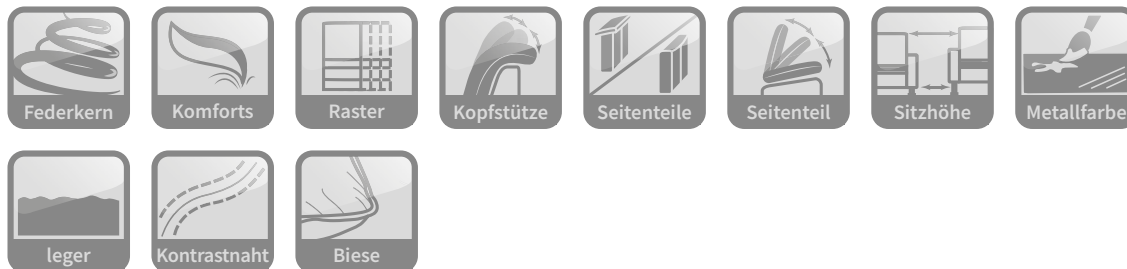 Federkern
Komforts
Raster
Kopfstütze
Seitenteile
Seitenteil
Sitzhöhe
Metallfarbe
leger
Kontrastnaht
Biese